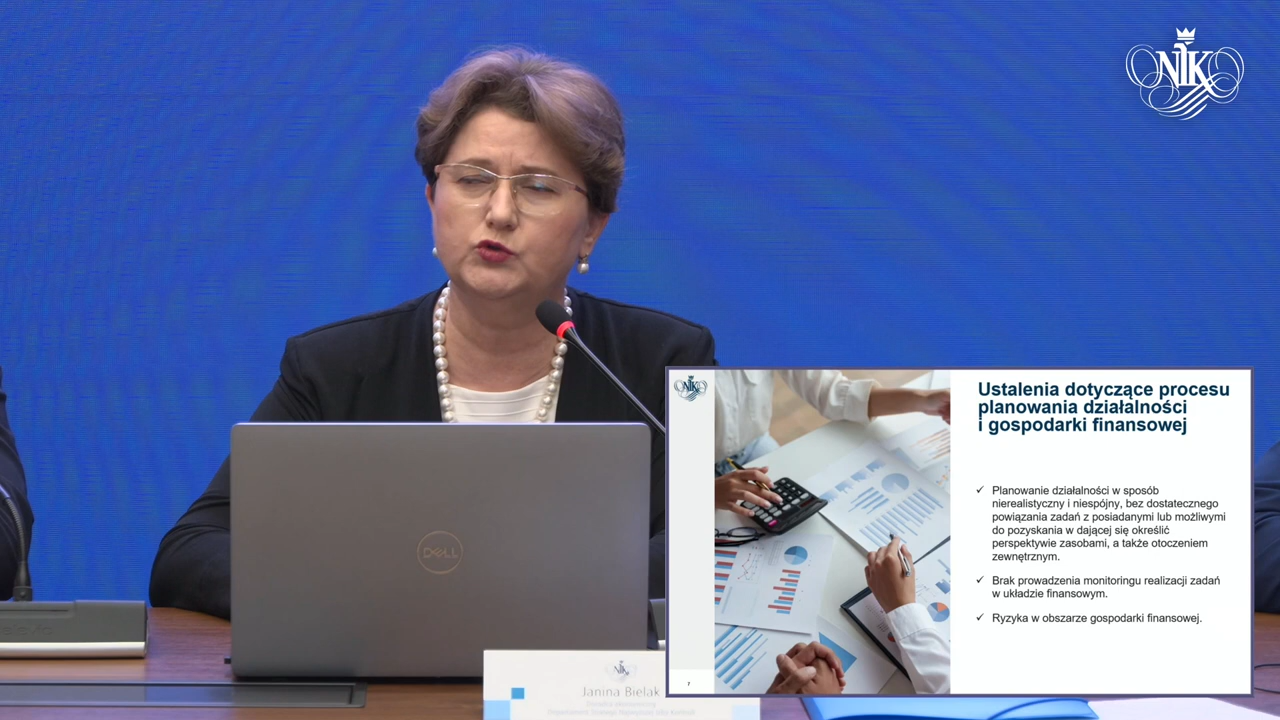 NIK
NIK
Ustalenia dotyczące procesu
planowania działalności
i gospodarki finansowej
✓ Planowanie działalności w sposób
nierealistyczny i niespójny, bez dostatecznego
powiązania zadań z posiadanymi lub możliwymi
do pozyskania w dającej się określić
perspektywie zasobami, a także otoczeniem
zewnętrznym.
✓ Brak prowadzenia monitoringu realizacji zadań
w układzie finansowym.
✓ Ryzyka w obszarze gospodarki finansowej.
DELL
NIK
Janina Bielak